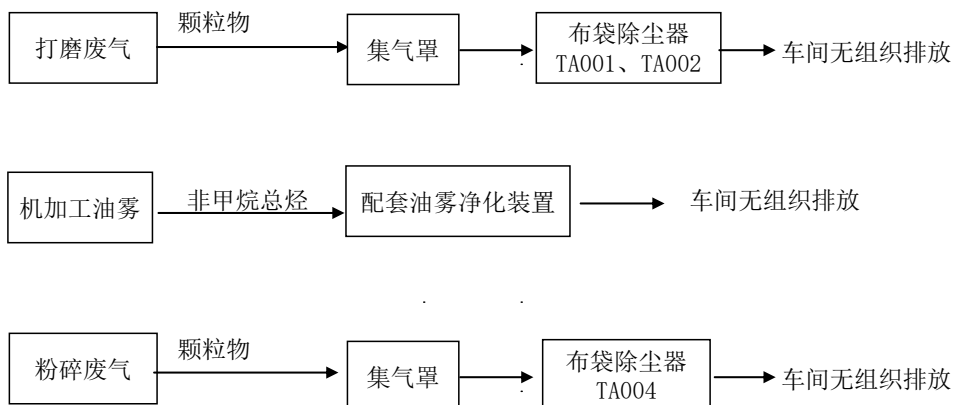 颗粒物
打磨废气
集气罩
布袋除尘器
TA001、TA002
车间无组织排放
机加工油雾
非甲烷总烃
配套油雾净化装置
车间无组织排放
颗粒物
粉碎废气
集气罩
布袋除尘器
TA004
车间无组织排放